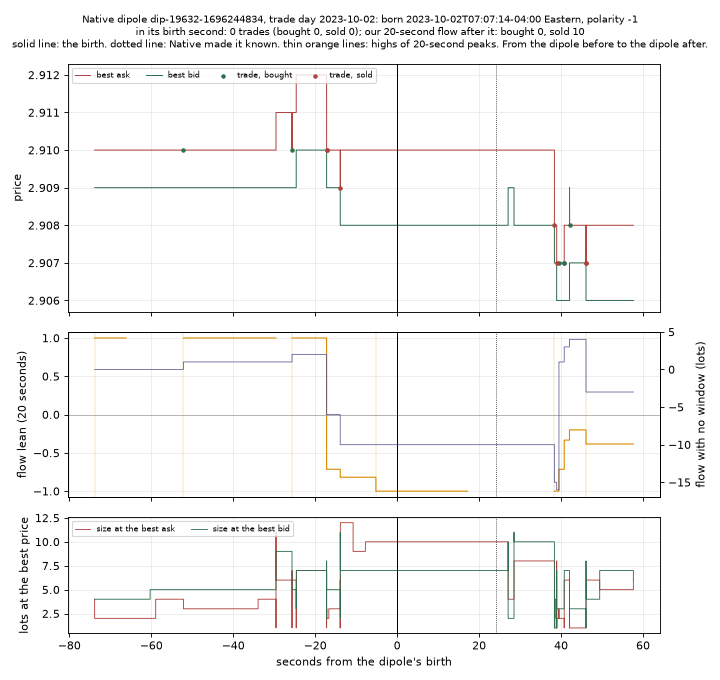 Native dipole dip-19632-1696244834, trade day 2023-10-02: born 2023-10-02T07:07:14-04:00 Eastern, polarity -1
in its birth second: 0 trades (bought 0, sold 0); our 20-second flow after it: bought 0, sold 10
solid line: the birth. dotted line: Native made it known. thin orange lines: highs of 20-second peaks. From the dipole before to the dipole after.
best ask best bid trade, bought trade, sold
2.912
2.911
2.910
2.909
2.908
2.907
2.906
price
1.0
0.5
0.0
−0.5
−1.0
flow lean (20 seconds)
5
0
−5
−10
−15
flow with no window (lots)
size at the best ask size at the best bid
12.5
10.0
7.5
5.0
2.5
lots at the best price
−80 −60 −40 −20 0 20 40 60
seconds from the dipole's birth